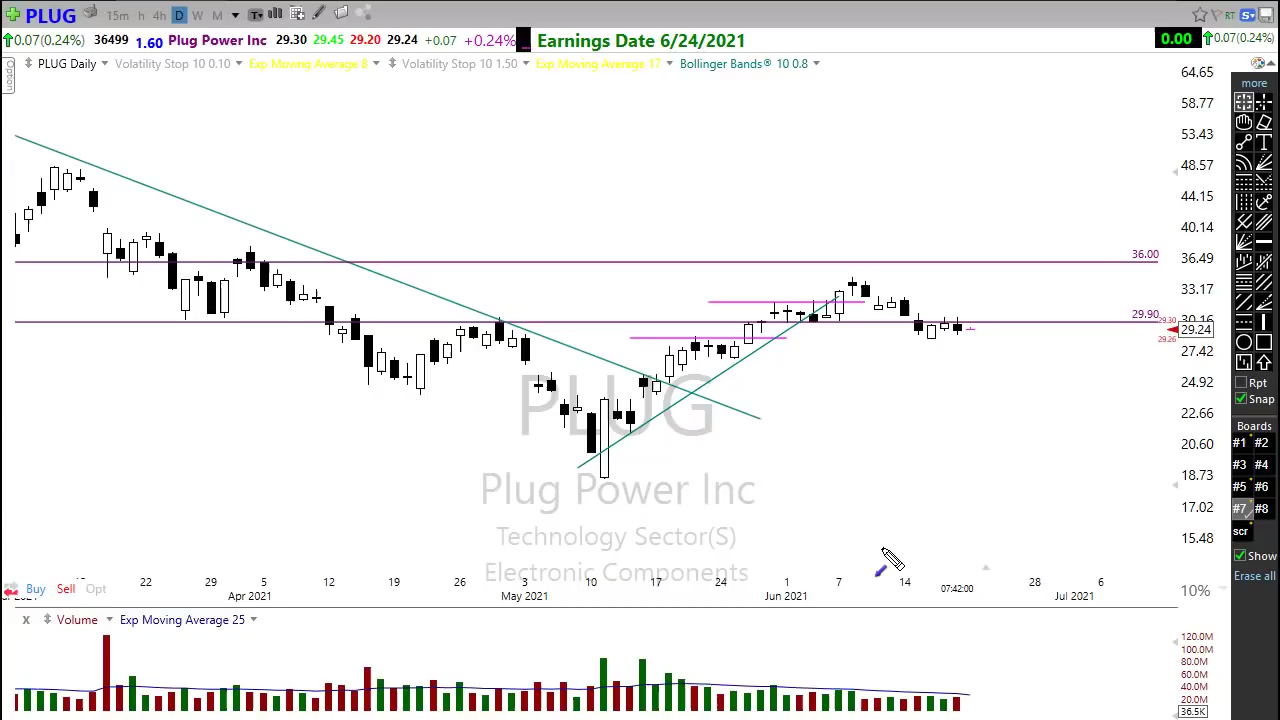 PLUG 15m h 4h D W M T
0.07(0.24%) 36499 1.60 Plug Power Inc 29.30 29.45 29.20 29.24 +0.07 +0.24% ... Earnings Date 6/24/2021 0.00 0.07(0.24%)
RT
PLUG Daily Volatility Stop 10 0.10 Exp Moving Average 8 Volatility Stop 10 1.50 Exp Moving Average 17 Bollinger Bands® 10 0.8
Option
more
64.65
58.77
53.43
48.57
44.15
40.14
36.00
36.49
33.17
29.90
30.16
29.30
29.24
29.26
27.42
24.92
22.66
20.60
18.73
17.02
15.48
10%
PLUG
Plug Power Inc
Technology Sector(S)
Electronic Components
Rpt
Snap
Boards
#1 #2
#3 #4
#5 #6
#7 #8
scr
Show
Erase all
Buy Sell Opt
22 29 5 12 19 26 3 10 17 24 1 7 14 28 6
07:42:00
Apr 2021 May 2021 Jun 2021 Jul 2021
x Volume Exp Moving Average 25
120.0M
100.0M
80.0M
60.0M
40.0M
20.0M
36.5K